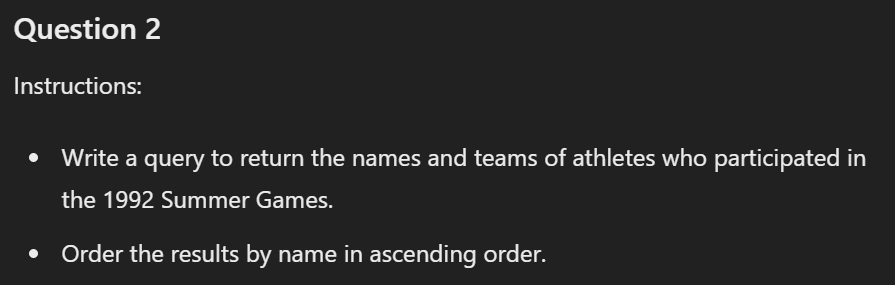 Question 2
Instructions:
• Write a query to return the names and teams of athletes who participated in
the 1992 Summer Games.
• Order the results by name in ascending order.